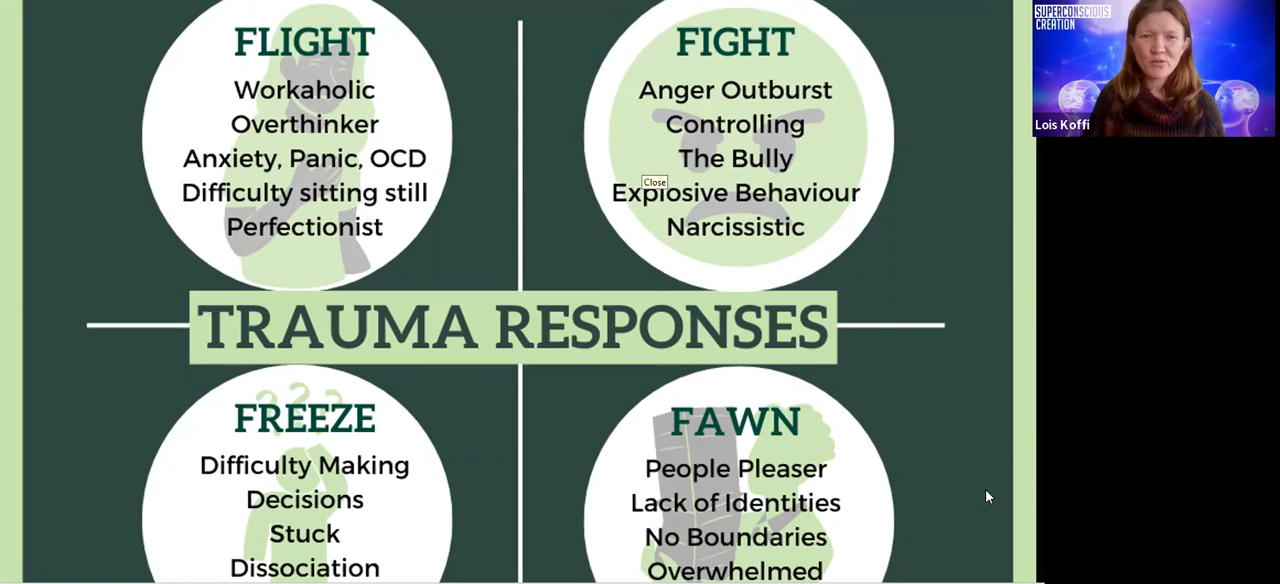 FLIGHT
Workaholic
Overthinker
Anxiety, Panic, OCD
Difficulty sitting still
Perfectionist
FIGHT
Anger Outburst
Controlling
The Bully
Explosive Behaviour
Narcissistic
Close
TRAUMA RESPONSES
FREEZE
Difficulty Making
Decisions
Stuck
Dissociation
FAWN
People Pleaser
Lack of Identities
No Boundaries
Overwhelmed
SUPERCONSCIOUS
CREATION
Lois Koffi